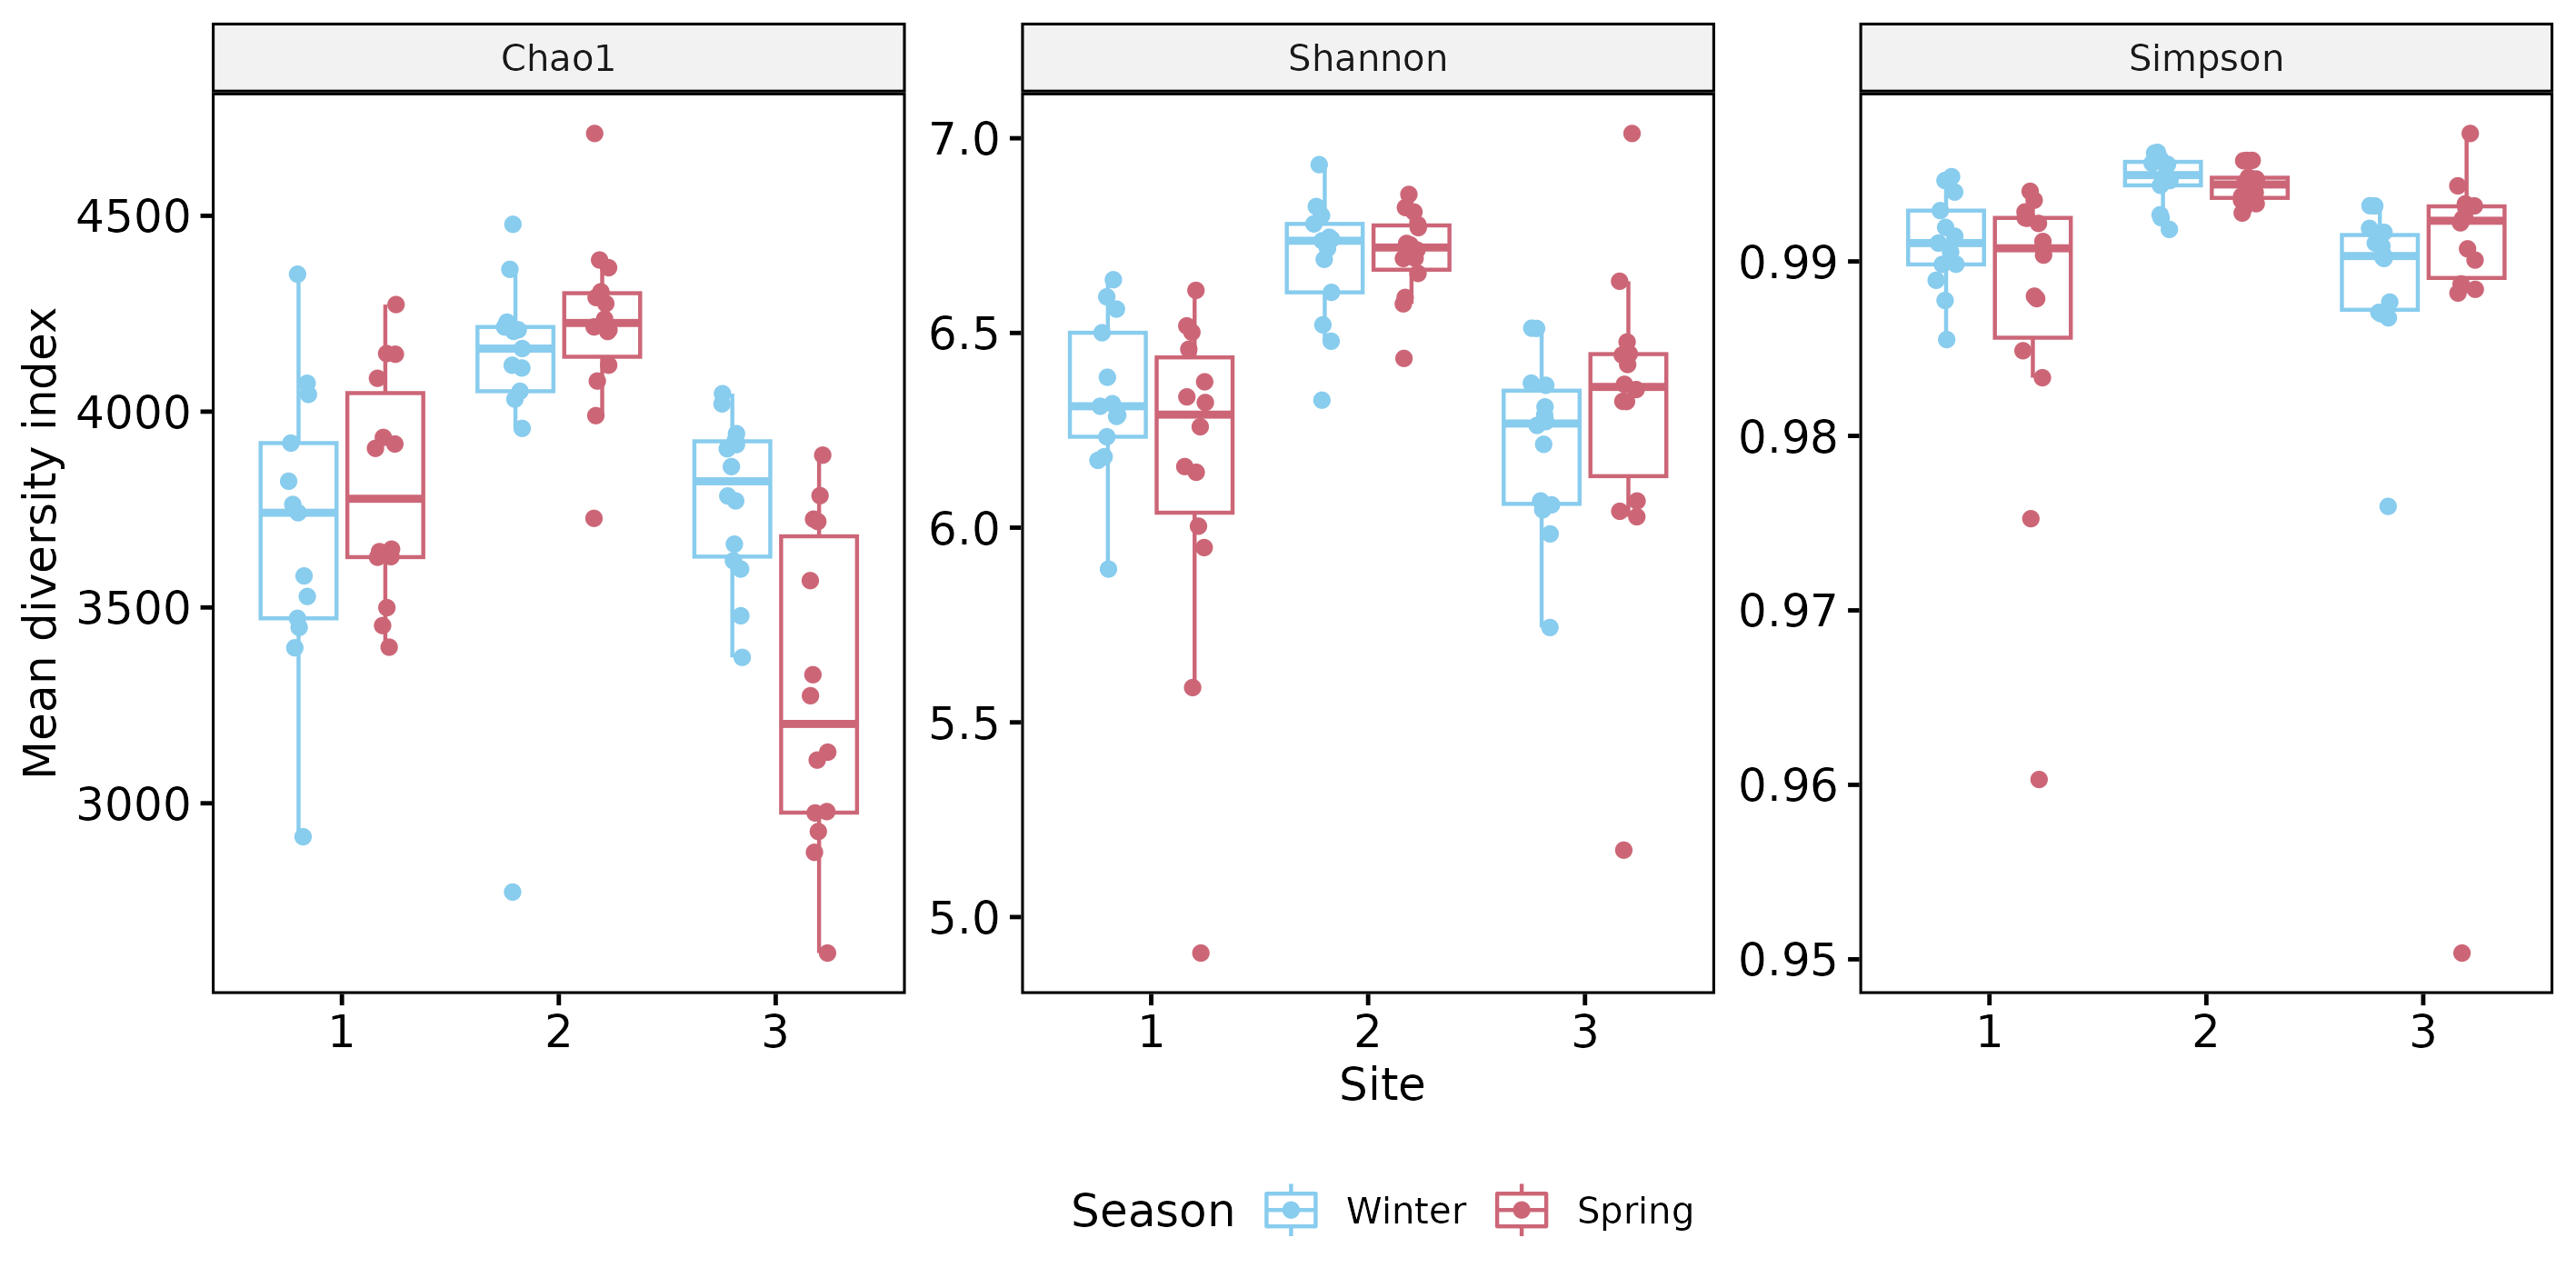 Chao1
Shannon
Simpson
Mean diversity index
4500
4000
3500
3000
7.0
6.5
6.0
5.5
5.0
0.99
0.98
0.97
0.96
0.95
1 2 3
1 2 3
1 2 3
Site
Season Winter Spring